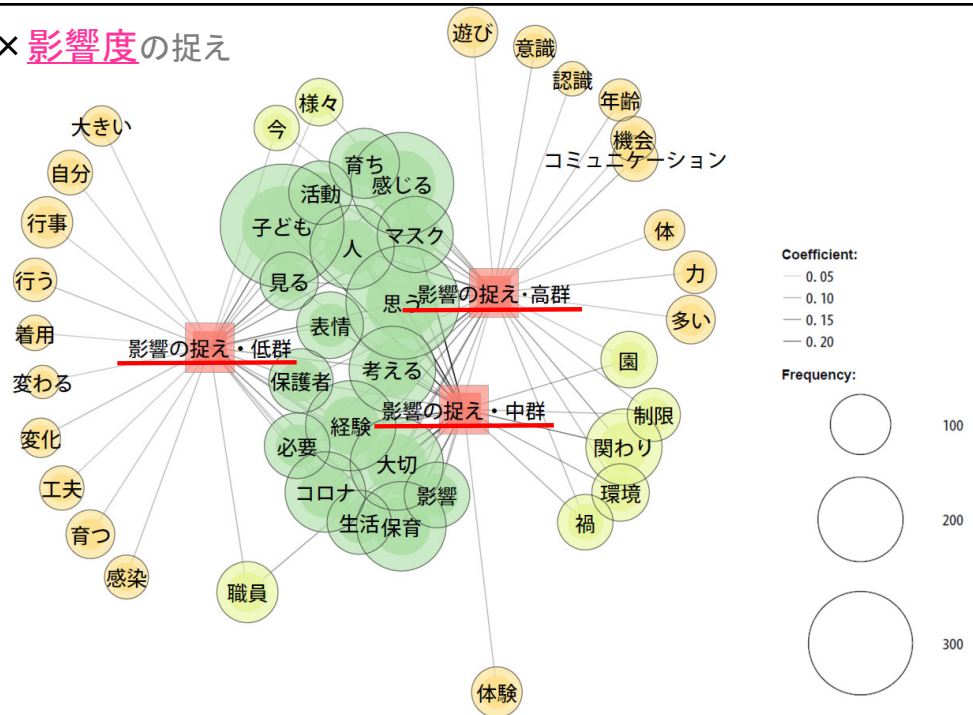 × 影響度の捉え
遊び
意識
認識
年齢
機会
コミュニケーション
様々
今
大きい
自分
行事
行う
着用
変わる
変化
工夫
育つ
感染
育ち
感じる
活動
子ども
人
マスク
見る
思う
表情
影響の捉え・高群
影響の捉え・低群
保護者
考える
影響の捉え・中群
経験
必要
大切
コロナ
影響
生活
保育
職員
体
力
多い
園
制限
関わり
環境
禍
体験
Coefficient:
0. 05
0. 10
0. 15
0. 20
Frequency:
100
200
300